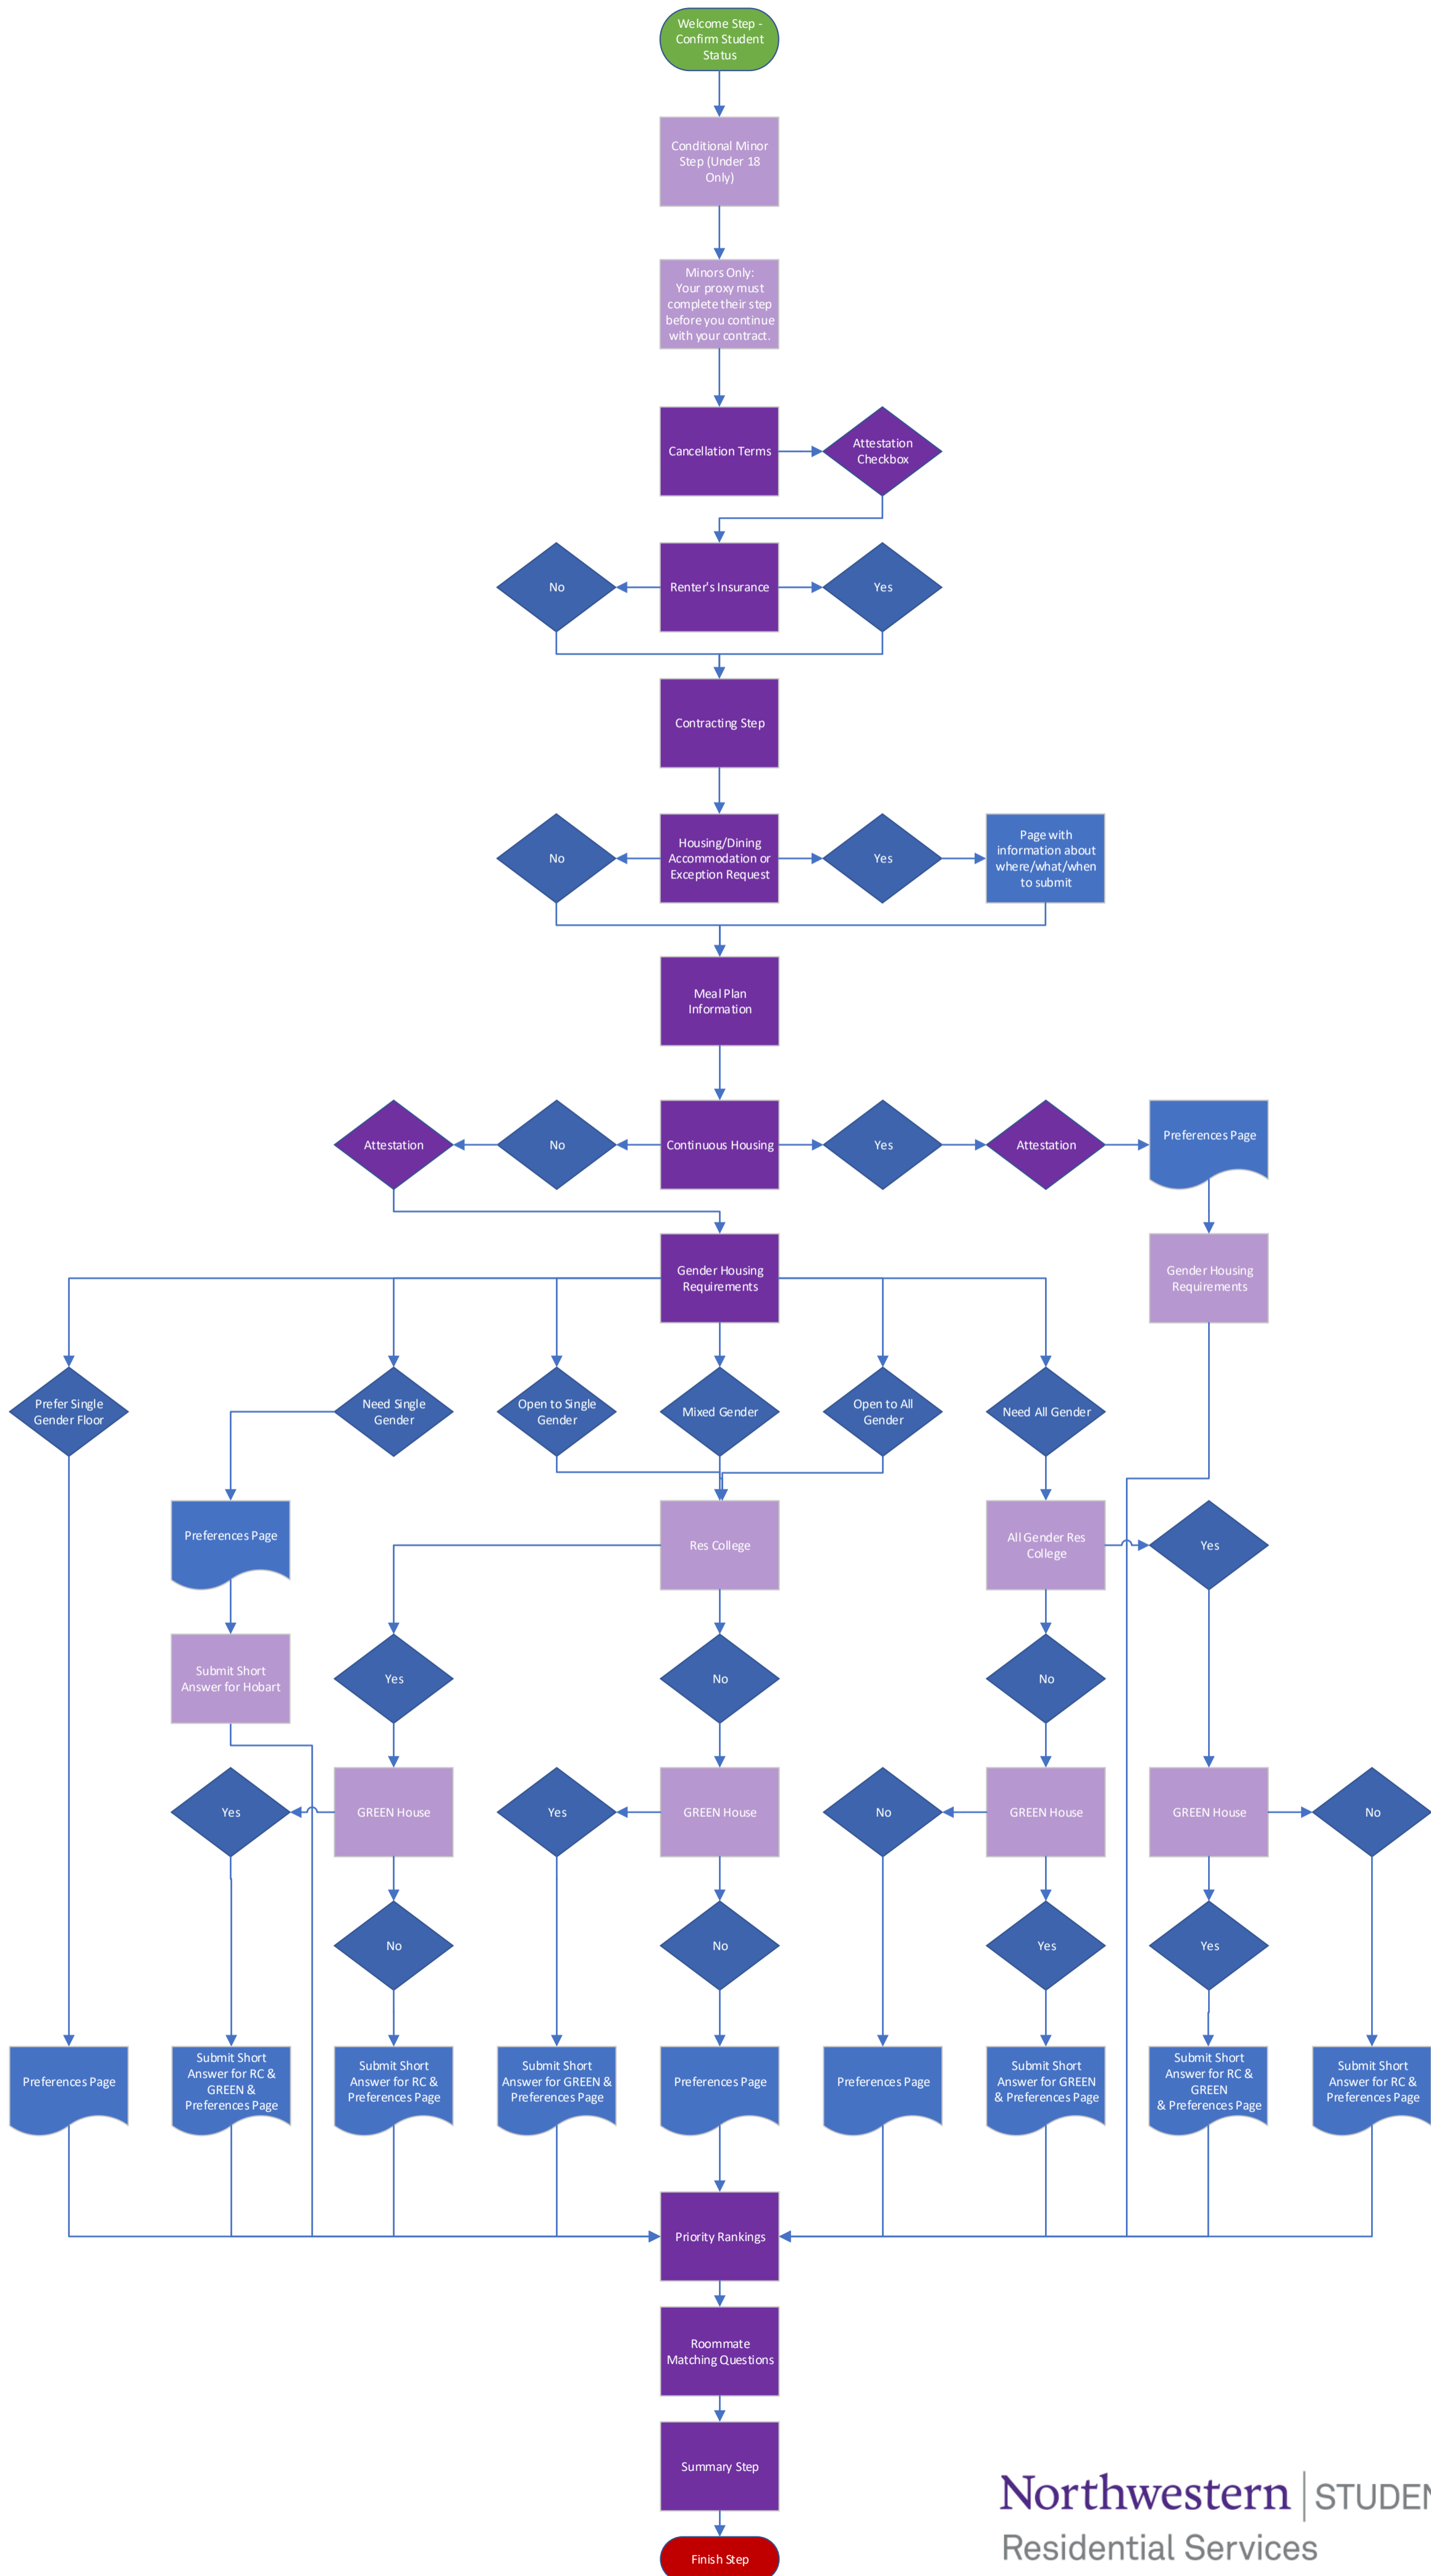 Welcome Step -
Confirm Student
Status
Conditional Minor
Step (Under 18
Only)
Minors Only:
Your proxy must
complete their step
before you continue
with your contract.
Cancellation Terms
Attestation
Checkbox
No
Renter's Insurance
Yes
Contracting Step
No
Housing/Dining
Accommodation or
Exception Request
Yes
Page with
information about
where/what/when
to submit
Meal Plan
Information
Attestation
No
Continuous Housing
Yes
Attestation
Preferences Page
Gender Housing
Requirements
Gender Housing
Requirements
Prefer Single
Gender Floor
Need Single
Gender
Open to Single
Gender
Mixed Gender
Open to All
Gender
Need All Gender
Preferences Page
Res College
All Gender Res
College
Yes
Submit Short
Answer for Hobart
Yes
No
No
Yes
GREEN House
Yes
GREEN House
No
GREEN House
GREEN House
No
No
No
Yes
Yes
Preferences Page
Submit Short
Answer for RC &
GREEN &
Preferences Page
Submit Short
Answer for RC &
Preferences Page
Submit Short
Answer for GREEN &
Preferences Page
Preferences Page
Preferences Page
Submit Short
Answer for GREEN
& Preferences Page
Submit Short
Answer for RC &
GREEN
& Preferences Page
Submit Short
Answer for RC &
Preferences Page
Priority Rankings
Roommate
Matching Questions
Summary Step
Finish Step
Northwestern | STUDEN
Residential Services